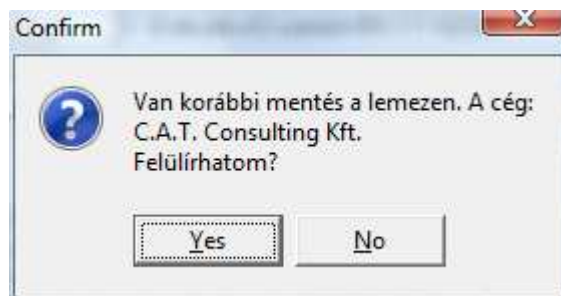 Confirm
Van korábbi mentés a lemezen. A cég:
C.A.T. Consulting Kft.
Felülírhatom?
Yes
No